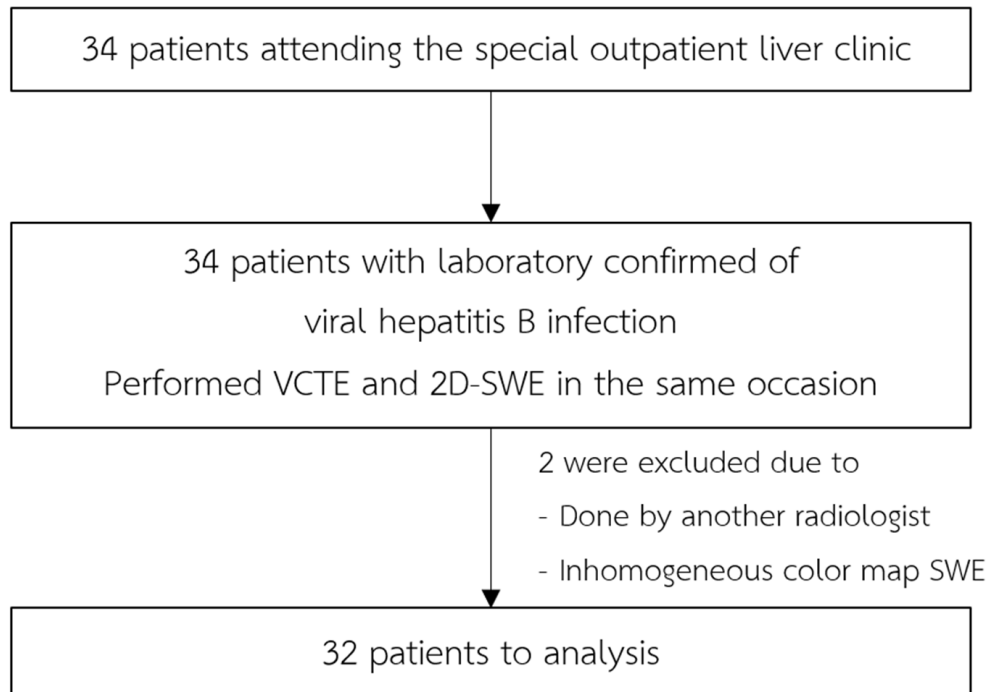 34 patients attending the special outpatient liver clinic
34 patients with laboratory confirmed of
viral hepatitis B infection
Performed VCTE and 2D-SWE in the same occasion
2 were excluded due to
- Done by another radiologist
- Inhomogeneous color map SWE
32 patients to analysis